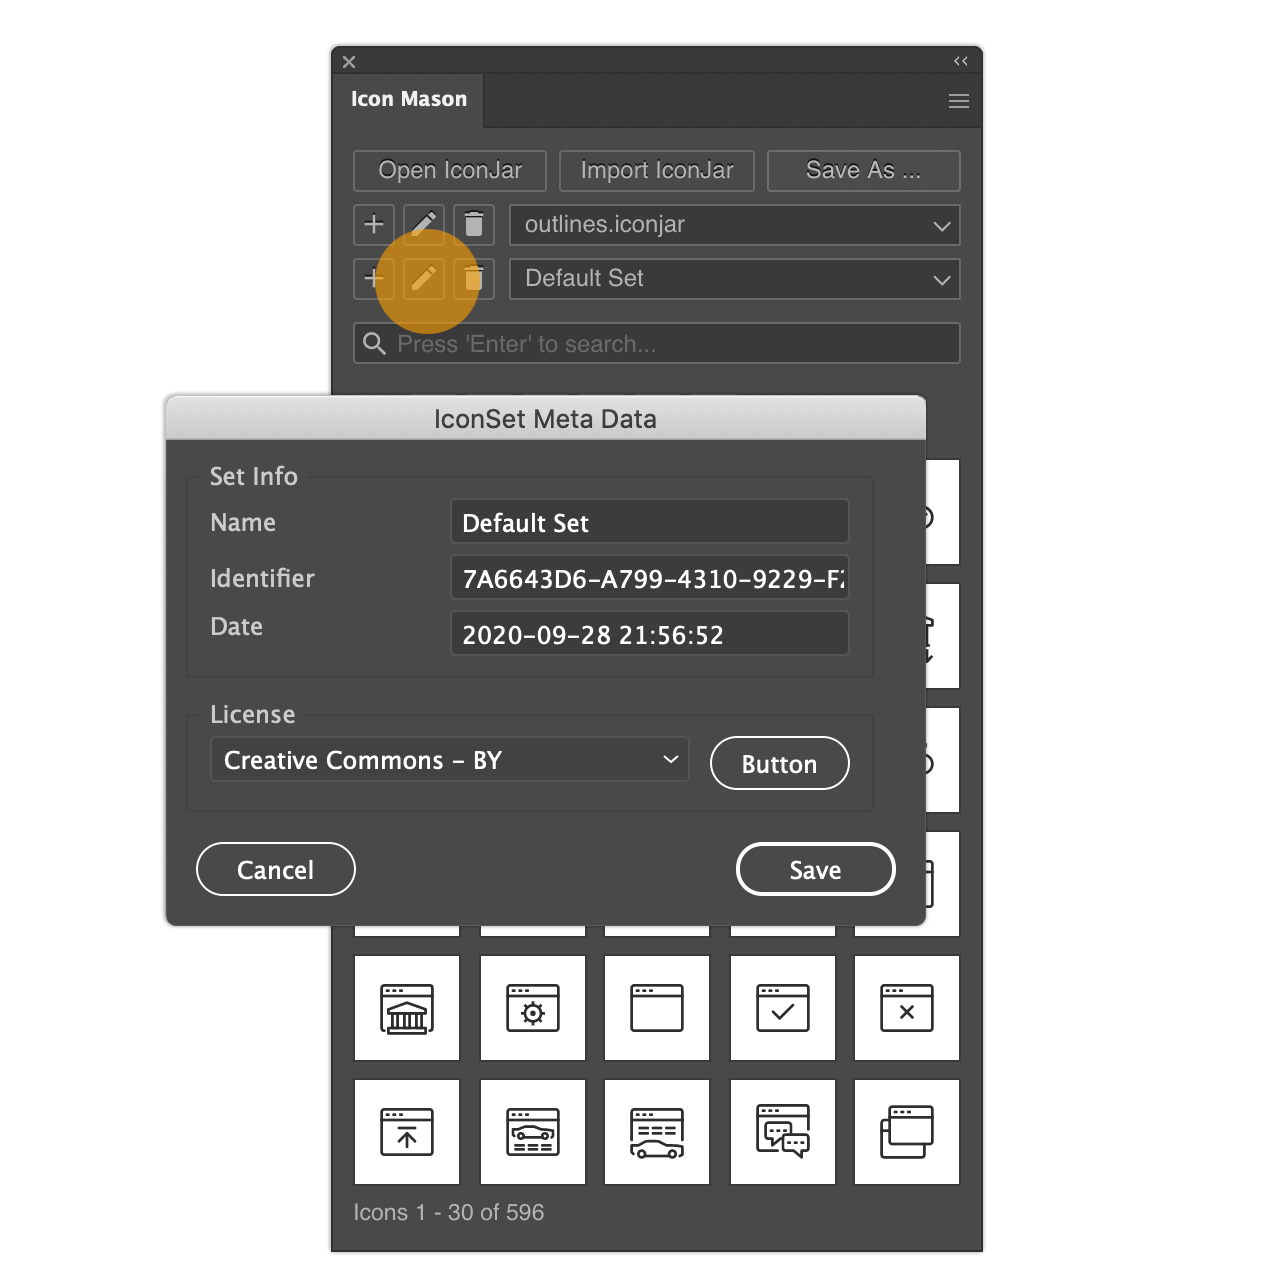 Icon Mason
Open IconJar
Import IconJar
Save As ...
outlines.iconjar
Default Set
Press 'Enter' to search...
IconSet Meta Data
Set Info
Name
Default Set
Identifier
7A6643D6-A799-4310-9229-F2
Date
2020-09-28 21:56:52
License
Creative Commons - BY
Button
Cancel
Save
Icons 1 - 30 of 596